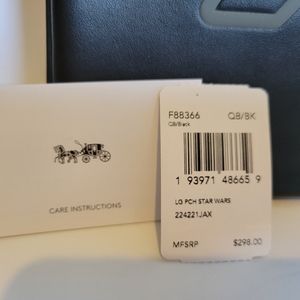 F88366 QB/BK
QB/Black
1 93971 48665 9
LG PCH STAR WARS
224221JAX
MFSRP $298.00
CARE INSTRUCTIONS